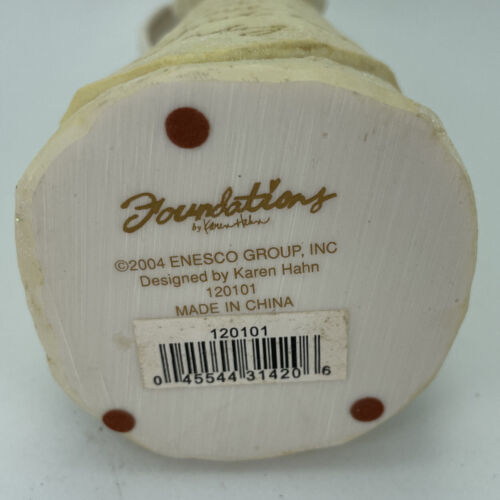 Foundations
by Karen Hahn
©2004 ENESCO GROUP, INC
Designed by Karen Hahn
120101
MADE IN CHINA
120101
0 45544 31420 6